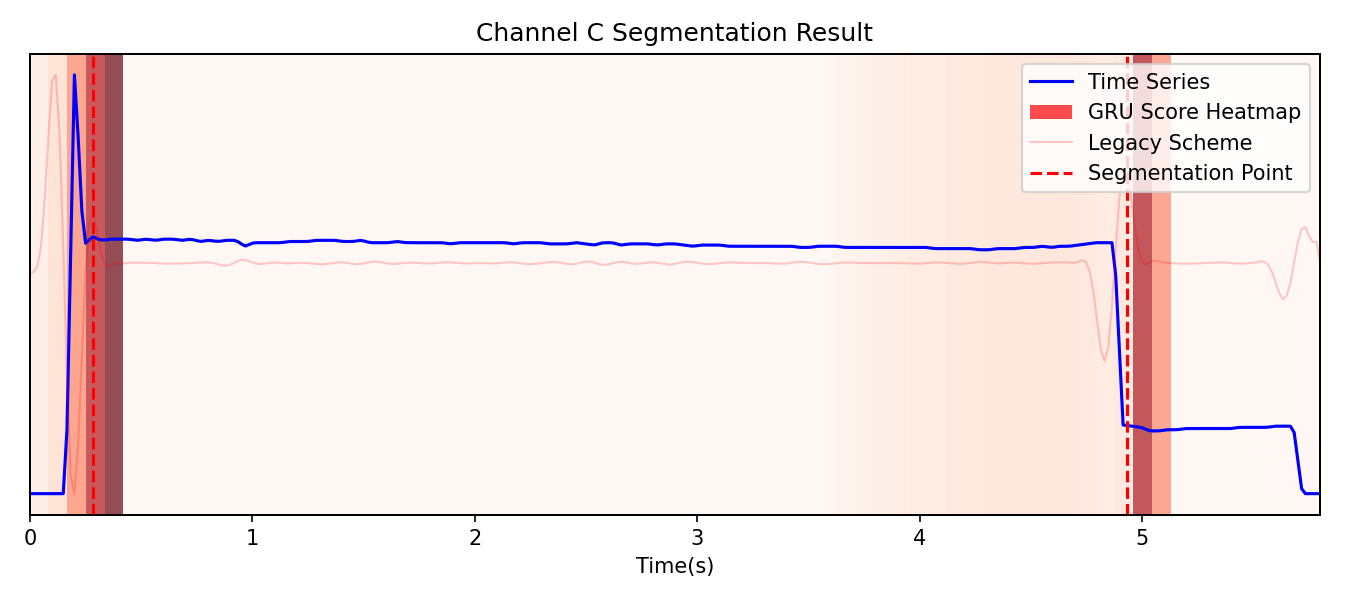 Channel C Segmentation Result
Time Series
GRU Score Heatmap
Legacy Scheme
Segmentation Point
0 1 2 3 4 5
Time(s)